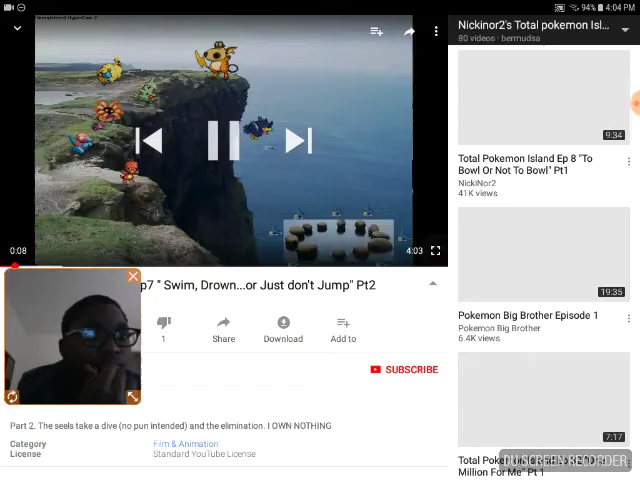 94% 4:04 PM
Unregistered HyperCam 2
Nickinor2's Total pokemon Isl...
80 videos · bermudsa
0:08
4:03
9:34
Total Pokemon Island Ep 8 "To
Bowl Or Not To Bowl" Pt1
NickiNor2
41K views
p7 " Swim, Drown...or Just don't Jump" Pt2
1
Share
Download
Add to
SUBSCRIBE
19:35
Pokemon Big Brother Episode 1
Pokemon Big Brother
6.4K views
Part 2. The seels take a dive (no pun intended) and the elimination. I OWN NOTHING
Category Film & Animation
License Standard YouTube License
7:17
DU SCREEN RECORDER
Million For Me" Pt 1